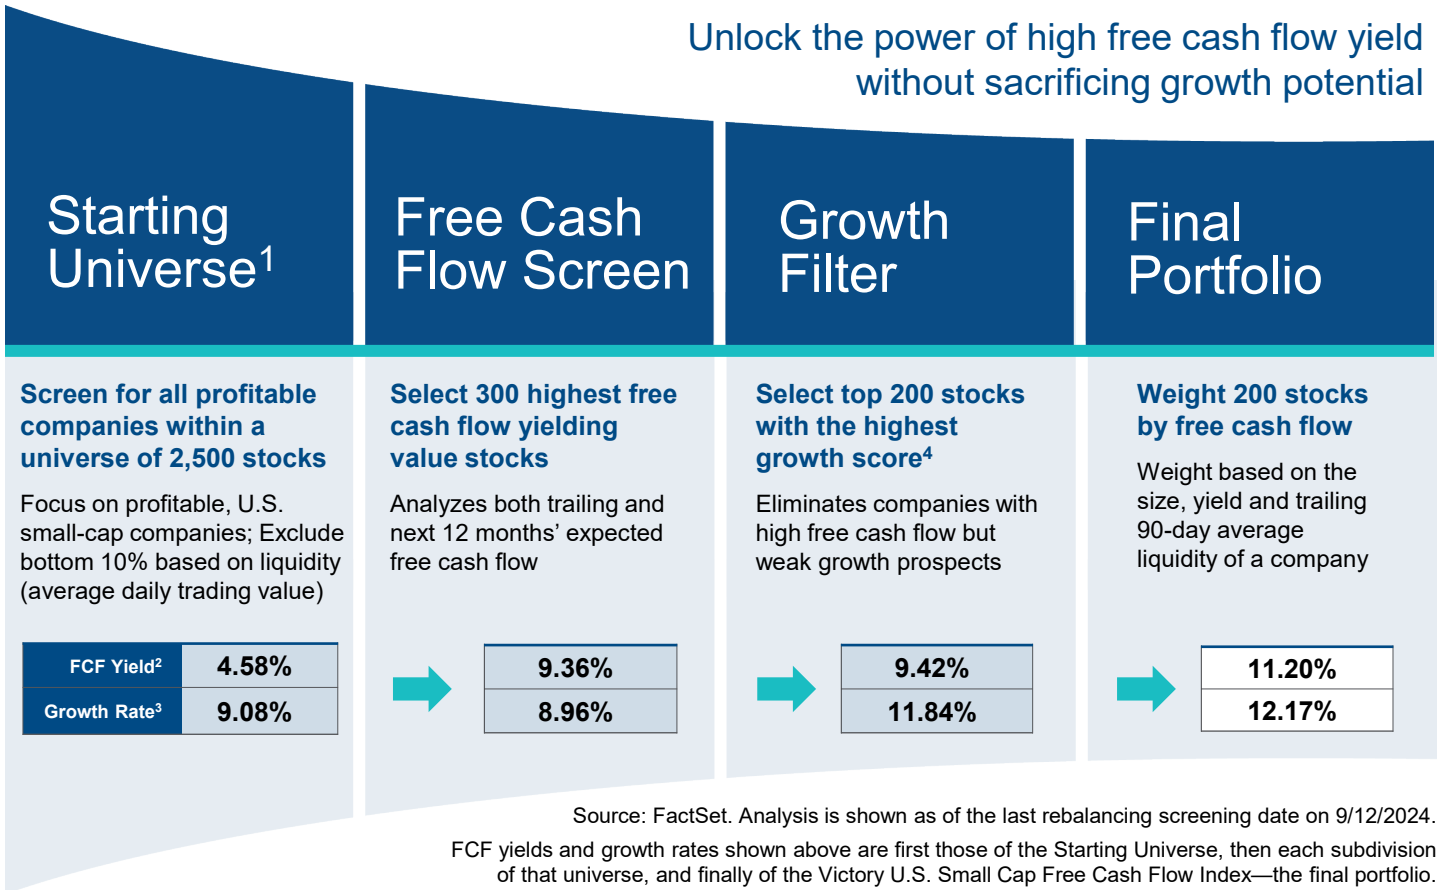 Unlock the power of high free cash flow yield
without sacrificing growth potential
Starting
Universe¹
Free Cash
Flow Screen
Growth
Filter
Final
Portfolio
Screen for all profitable
companies within a
universe of 2,500 stocks
Focus on profitable, U.S.
small-cap companies; Exclude
bottom 10% based on liquidity
(average daily trading value)
Select 300 highest free
cash flow yielding
value stocks
Analyzes both trailing and
next 12 months’ expected
free cash flow
Select top 200 stocks
with the highest
growth score⁴
Eliminates companies with
high free cash flow but
weak growth prospects
Weight 200 stocks
by free cash flow
Weight based on the
size, yield and trailing
90-day average
liquidity of a company
FCF Yield² 4.58%
Growth Rate³ 9.08%
9.36%
8.96%
9.42%
11.84%
11.20%
12.17%
Source: FactSet. Analysis is shown as of the last rebalancing screening date on 9/12/2024.
FCF yields and growth rates shown above are first those of the Starting Universe, then each subdivision
of that universe, and finally of the Victory U.S. Small Cap Free Cash Flow Index—the final portfolio.